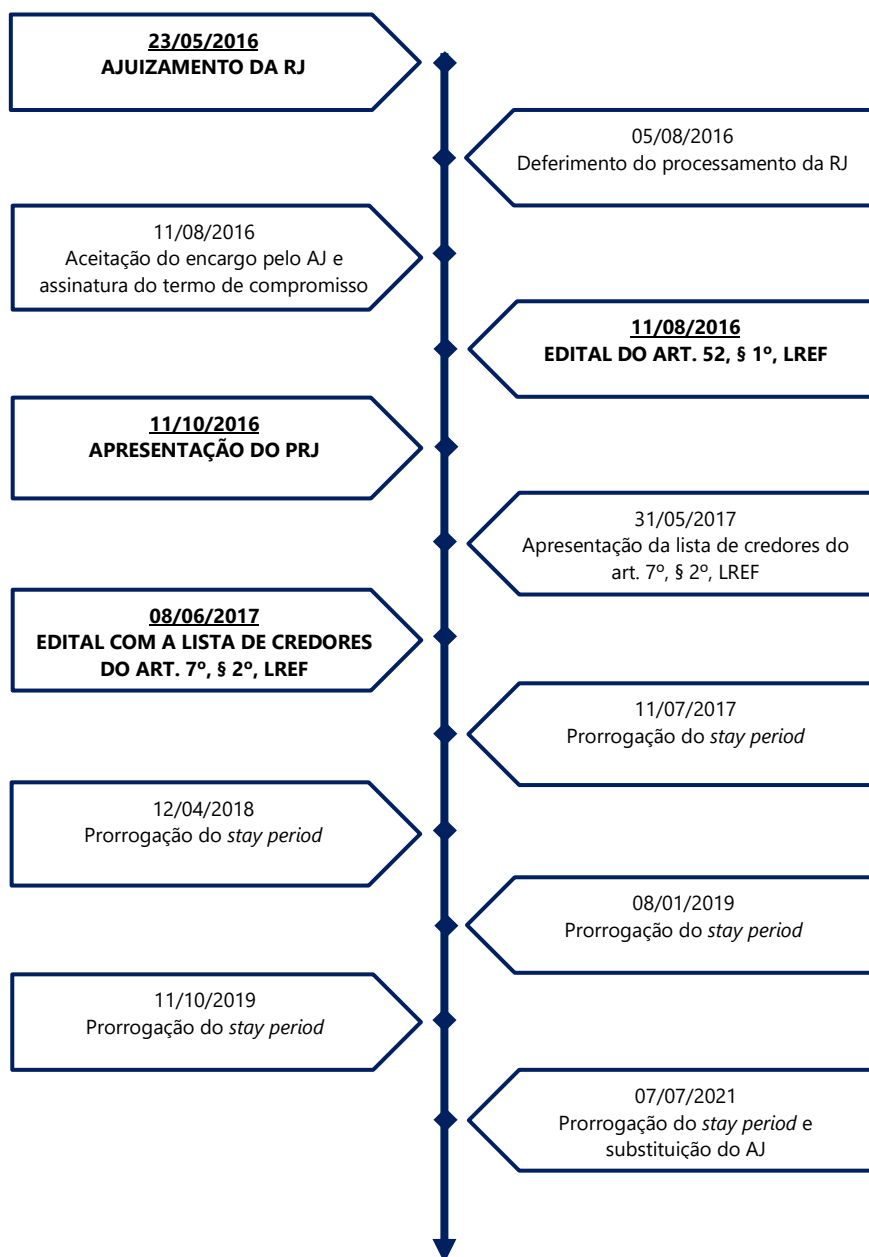 23/05/2016
AJUIZAMENTO DA RJ
05/08/2016
Deferimento do processamento da RJ
11/08/2016
Aceitação do encargo pelo AJ e
assinatura do termo de compromisso
11/08/2016
EDITAL DO ART. 52, § 1º, LREF
11/10/2016
APRESENTAÇÃO DO PRJ
31/05/2017
Apresentação da lista de credores do
art. 7º, § 2º, LREF
08/06/2017
EDITAL COM A LISTA DE CREDORES
DO ART. 7º, § 2º, LREF
11/07/2017
Prorrogação do stay period
12/04/2018
Prorrogação do stay period
08/01/2019
Prorrogação do stay period
11/10/2019
Prorrogação do stay period
07/07/2021
Prorrogação do stay period e
substituição do AJ